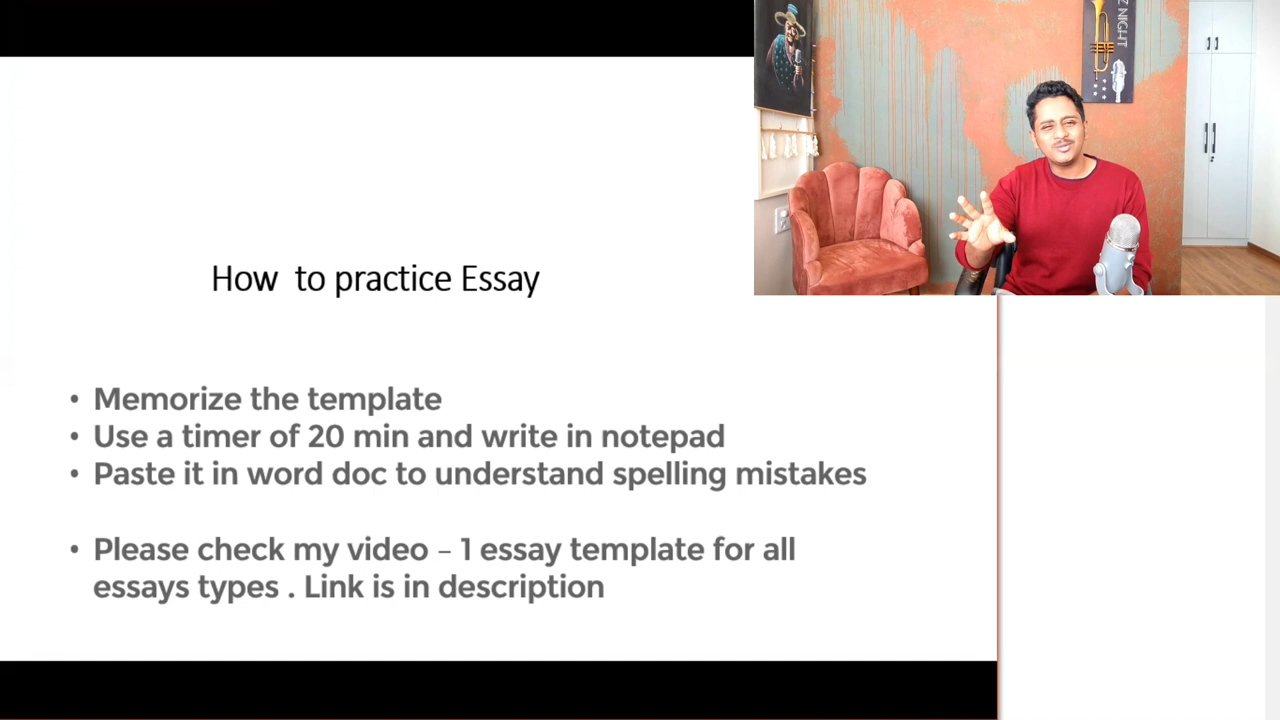 Z NIGHT
How to practice Essay
• Memorize the template
• Use a timer of 20 min and write in notepad
• Paste it in word doc to understand spelling mistakes
• Please check my video – 1 essay template for all
essays types . Link is in description